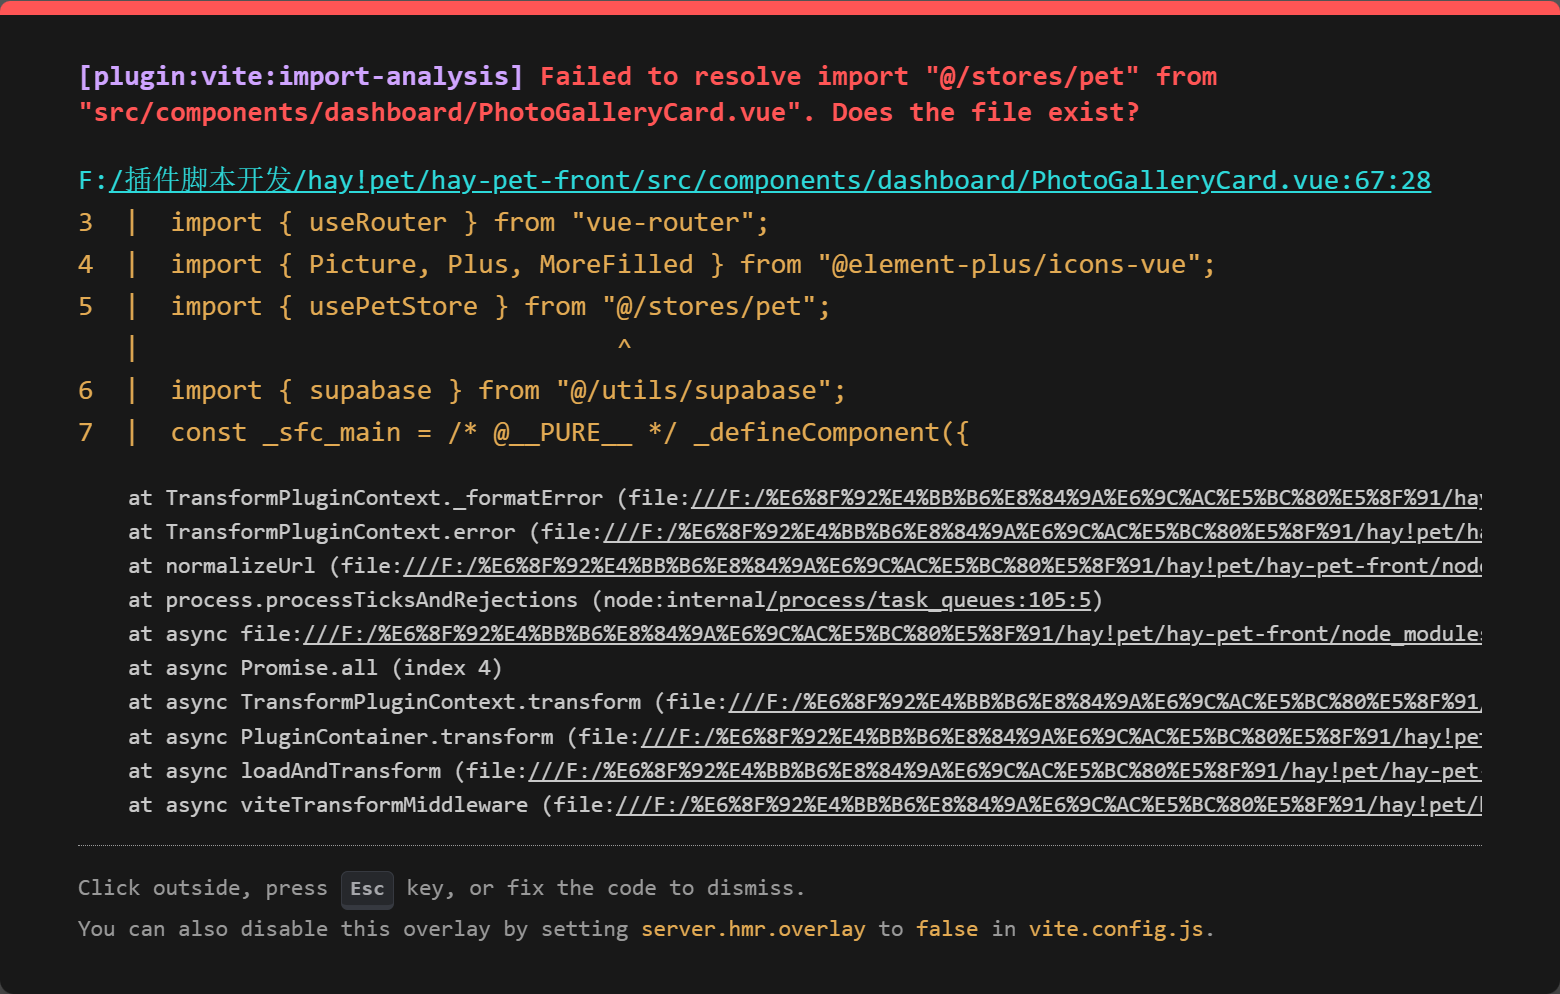 [plugin:vite:import-analysis] Failed to resolve import "@/stores/pet" from
"src/components/dashboard/PhotoGalleryCard.vue". Does the file exist?
F:/插件脚本开发/hay!pet/hay-pet-front/src/components/dashboard/PhotoGalleryCard.vue:67:28
3  |  import { useRouter } from "vue-router";
4  |  import { Picture, Plus, MoreFilled } from "@element-plus/icons-vue";
5  |  import { usePetStore } from "@/stores/pet";
   |                               ^
6  |  import { supabase } from "@/utils/supabase";
7  |  const _sfc_main = /* @__PURE__ */ _defineComponent({
at TransformPluginContext._formatError (file:///F:/%E6%8F%92%E4%BB%B6%E8%84%9A%E6%9C%AC%E5%BC%80%E5%8F%91/hay
at TransformPluginContext.error (file:///F:/%E6%8F%92%E4%BB%B6%E8%84%9A%E6%9C%AC%E5%BC%80%E5%8F%91/hay!pet/ha
at normalizeUrl (file:///F:/%E6%8F%92%E4%BB%B6%E8%84%9A%E6%9C%AC%E5%BC%80%E5%8F%91/hay!pet/hay-pet-front/node
at process.processTicksAndRejections (node:internal/process/task_queues:105:5)
at async file:///F:/%E6%8F%92%E4%BB%B6%E8%84%9A%E6%9C%AC%E5%BC%80%E5%8F%91/hay!pet/hay-pet-front/node_modules
at async Promise.all (index 4)
at async TransformPluginContext.transform (file:///F:/%E6%8F%92%E4%BB%B6%E8%84%9A%E6%9C%AC%E5%BC%80%E5%8F%91/
at async PluginContainer.transform (file:///F:/%E6%8F%92%E4%BB%B6%E8%84%9A%E6%9C%AC%E5%BC%80%E5%8F%91/hay!pet
at async loadAndTransform (file:///F:/%E6%8F%92%E4%BB%B6%E8%84%9A%E6%9C%AC%E5%BC%80%E5%8F%91/hay!pet/hay-pet-
at async viteTransformMiddleware (file:///F:/%E6%8F%92%E4%BB%B6%E8%84%9A%E6%9C%AC%E5%BC%80%E5%8F%91/hay!pet/h
Click outside, press Esc key, or fix the code to dismiss.
You can also disable this overlay by setting server.hmr.overlay to false in vite.config.js.